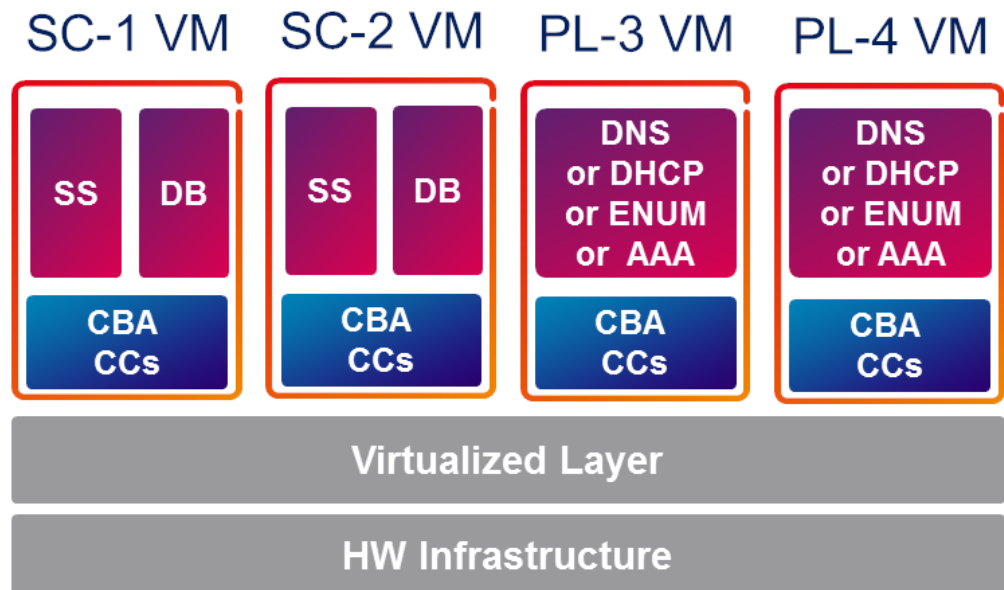 SC-1 VM
SC-2 VM
PL-3 VM
PL-4 VM
SS
DB
SS
DB
DNS
or DHCP
or ENUM
or AAA
DNS
or DHCP
or ENUM
or AAA
CBA
CCs
CBA
CCs
CBA
CCs
CBA
CCs
Virtualized Layer
HW Infrastructure